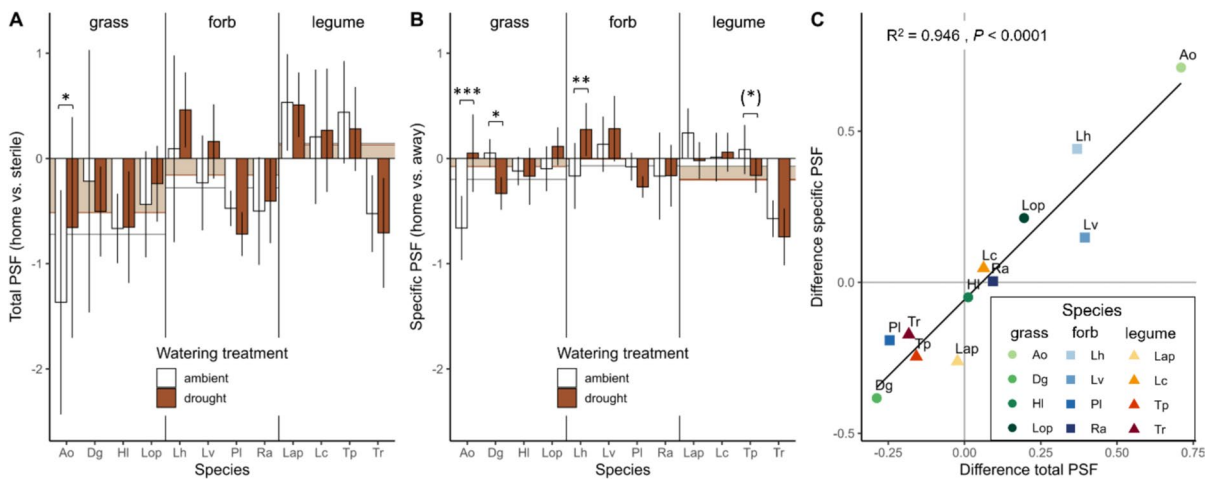 A
grass forb legume
Total PSF (home vs. sterile)
1
0
-1
-2
*
Watering treatment
ambient
drought
Ao Dg Hl Lop Lh Lv Pl Ra Lap Lc Tp Tr
Species
B
grass forb legume
Specific PSF (home vs. away)
1
0
-1
-2
***
*
**
(*)
Watering treatment
ambient
drought
Ao Dg Hl Lop Lh Lv Pl Ra Lap Lc Tp Tr
Species
C
R² = 0.946 , P < 0.0001
Difference specific PSF
0.5
0.0
-0.5
Ao
Lh
Lop
Lv
Lc
Ra
Hl
Pl
Tr
Tp
Lap
Dg
Species
grass forb legume
Ao Lh Lap
Dg Lv Lc
Hl Pl Tp
Lop Ra Tr
-0.25 0.00 0.25 0.50 0.75
Difference total PSF